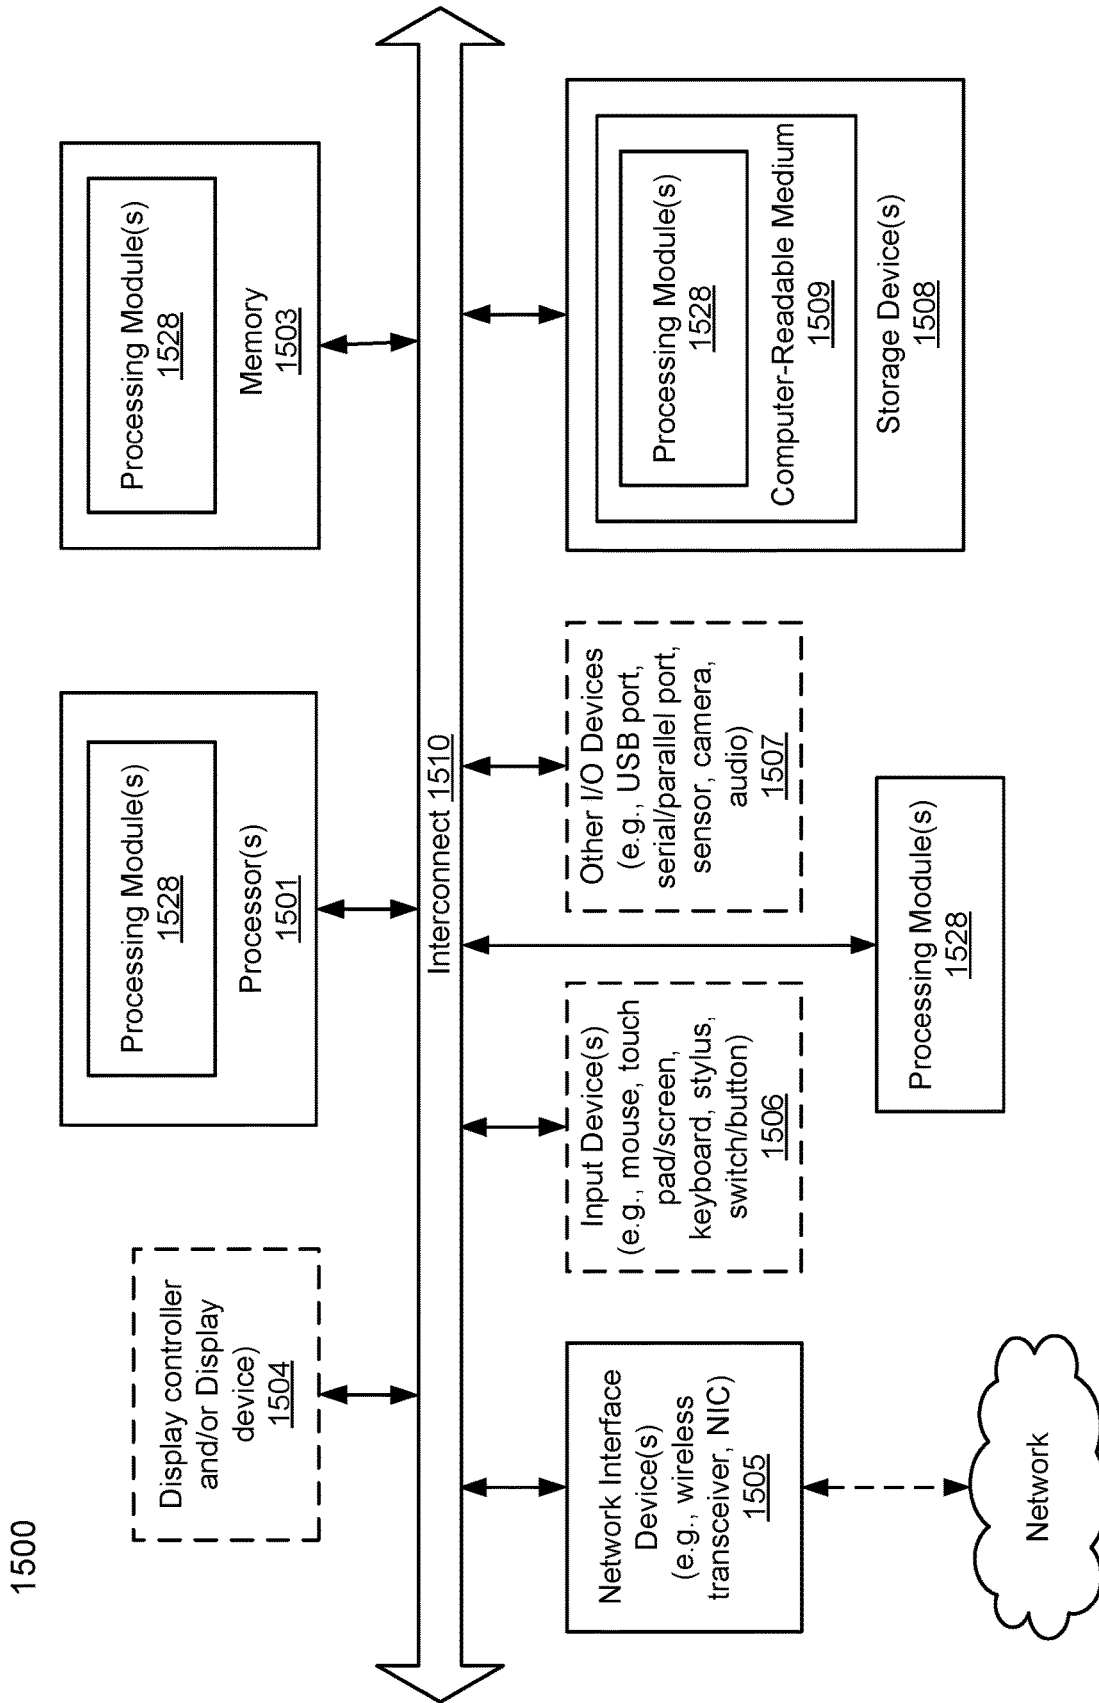 1500
Display controller
and/or Display
device)
1504
Processing Module(s)
1528
Processor(s)
1501
Processing Module(s)
1528
Memory
1503
Interconnect 1510
Network Interface
Device(s)
(e.g., wireless
transceiver, NIC)
1505
Input Device(s)
(e.g., mouse, touch
pad/screen,
keyboard, stylus,
switch/button)
1506
Other I/O Devices
(e.g., USB port,
serial/parallel port,
sensor, camera,
audio)
1507
Processing Module(s)
1528
Computer-Readable Medium
1509
Storage Device(s)
1508
Processing Module(s)
1528
Network